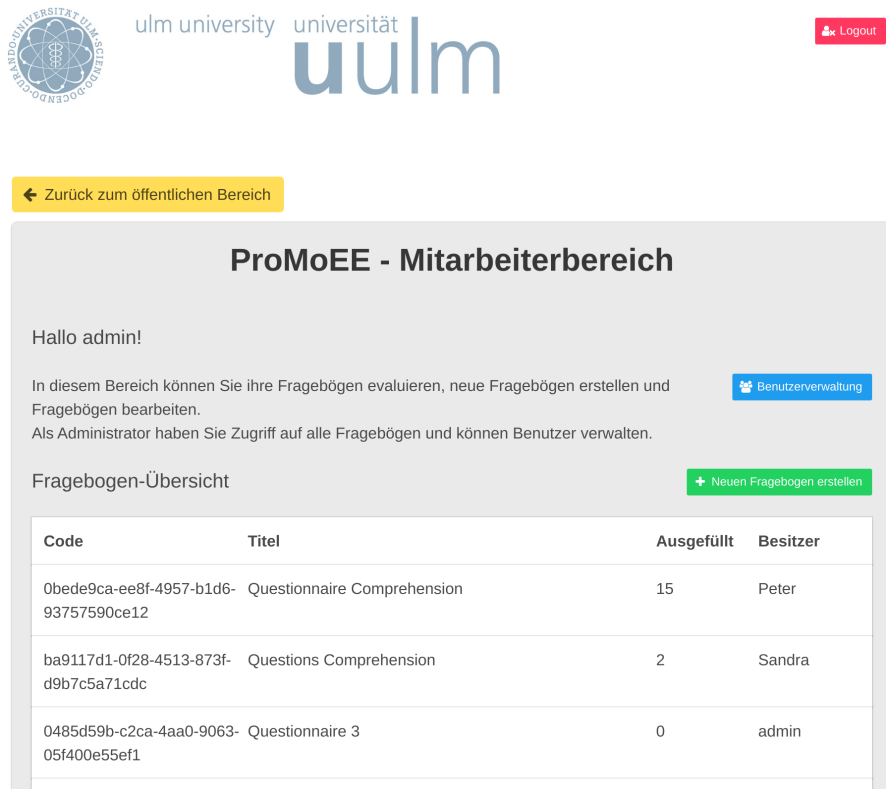 CURANDO·UNIVERSITÄT ULM·SCIENDO·DOCENDO·
ulm university universität
uulm
Logout
Zurück zum öffentlichen Bereich
ProMoEE - Mitarbeiterbereich
Hallo admin!
In diesem Bereich können Sie ihre Fragebögen evaluieren, neue Fragebögen erstellen und
Benutzerverwaltung
Fragebögen bearbeiten.
Als Administrator haben Sie Zugriff auf alle Fragebögen und können Benutzer verwalten.
Fragebogen-Übersicht
Neuen Fragebogen erstellen
Code Titel Ausgefüllt Besitzer
0bede9ca-ee8f-4957-b1d6- Questionnaire Comprehension 15 Peter
93757590ce12
ba9117d1-0f28-4513-873f- Questions Comprehension 2 Sandra
d9b7c5a71cdc
0485d59b-c2ca-4aa0-9063- Questionnaire 3 0 admin
05f400e55ef1